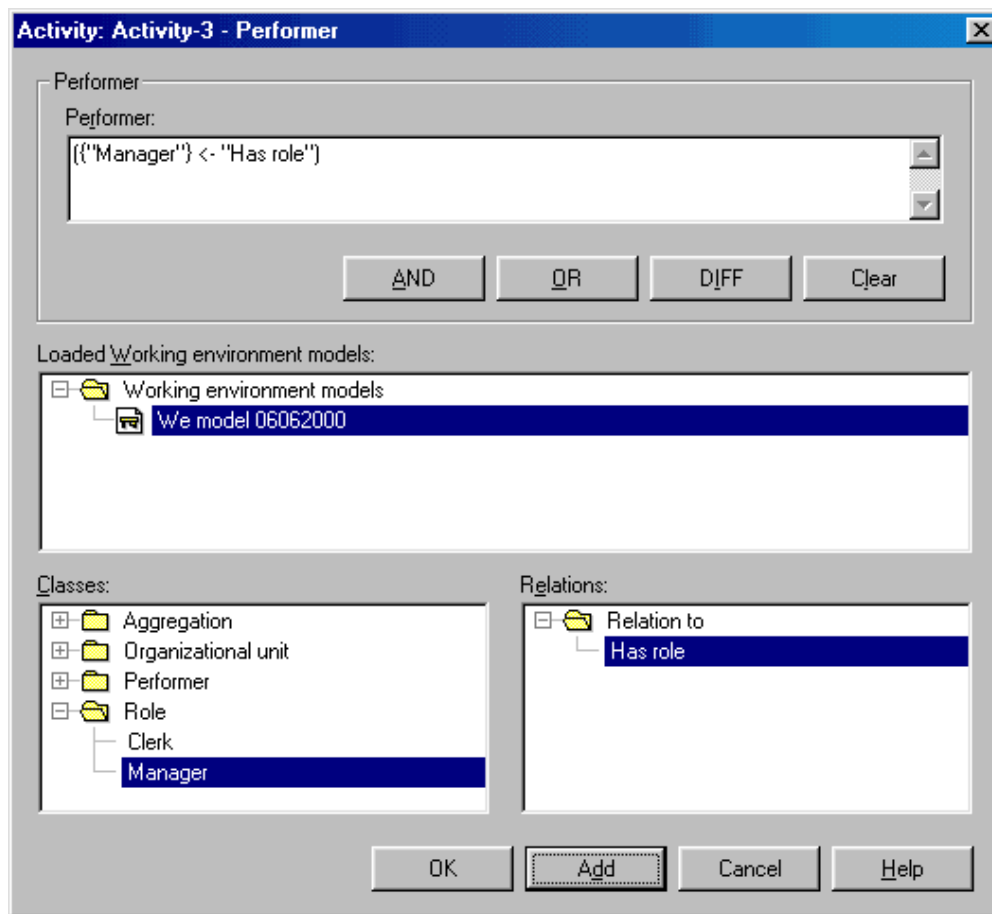 Activity: Activity-3 - Performer
Performer
Performer:
({"Manager"} <- "Has role")
AND OR DIFF Clear
Loaded Working environment models:
Working environment models
We model 06062000
Classes:
Aggregation
Organizational unit
Performer
Role
Clerk
Manager
Relations:
Relation to
Has role
OK Add Cancel Help